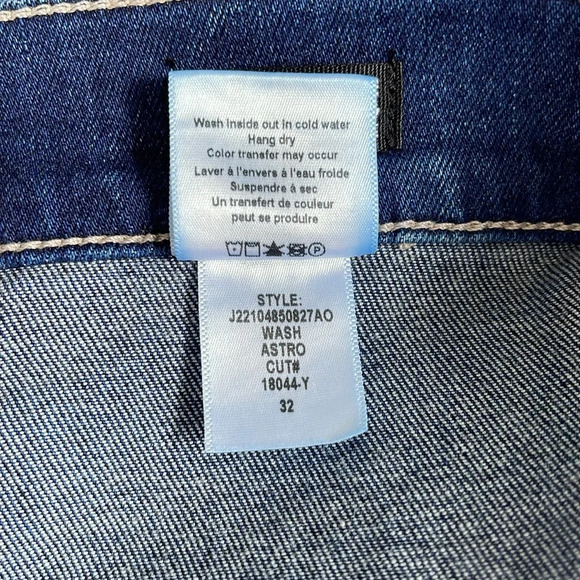 Wash inside out in cold water
Hang dry
Color transfer may occur
Laver à l'envers à l'eau froide
Suspendre à sec
Un transfert de couleur
peut se produire
STYLE:
J22104850827AO
WASH
ASTRO
CUT#
18044-Y
32